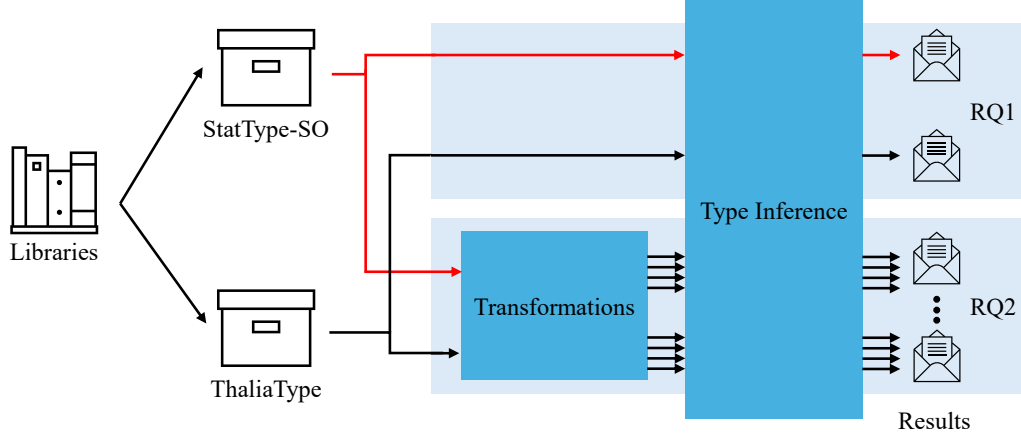 StatType-SO
RQ1
Libraries
Type Inference
Transformations
RQ2
ThaliaType
Results